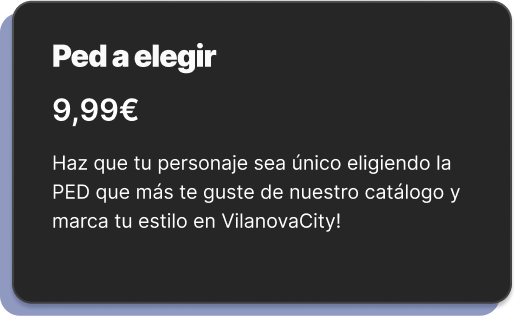 Ped a elegir
9,99€
Haz que tu personaje sea único eligiendo la
PED que más te guste de nuestro catálogo y
marca tu estilo en VilanovaCity!